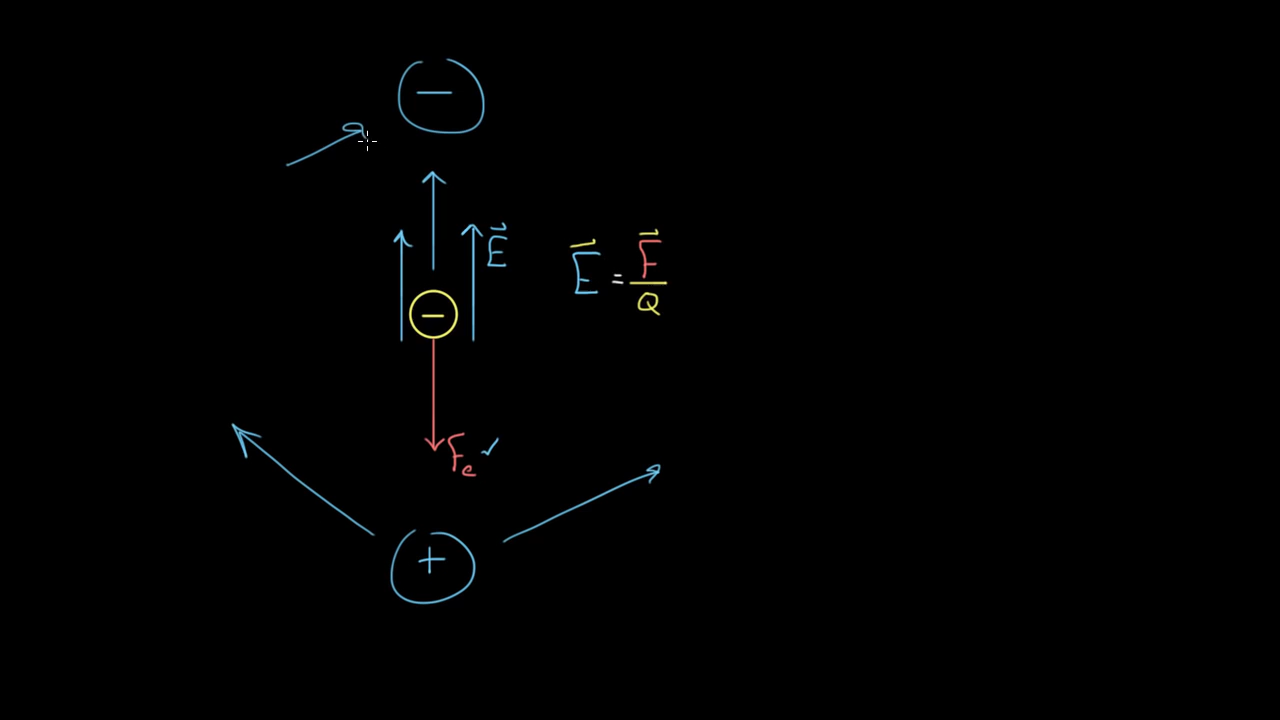 −
E⃗
E⃗ = F⃗/Q
−
Fe ✓
+